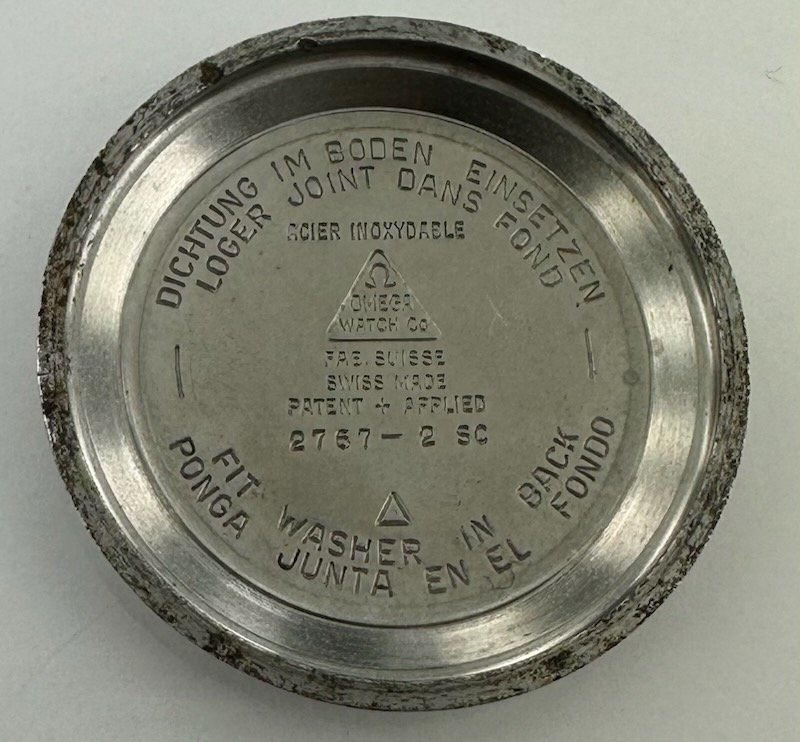 DICHTUNG IM BODEN EINSETZEN
LOGER JOINT DANS FOND
ACIER INOXYDABLE
Ω
OMEGA
WATCH Co
FAB. SUISSE
SWISS MADE
PATENT + APPLIED
2767-2 SC
FIT WASHER IN BACK
PONGA JUNTA EN EL FONDO